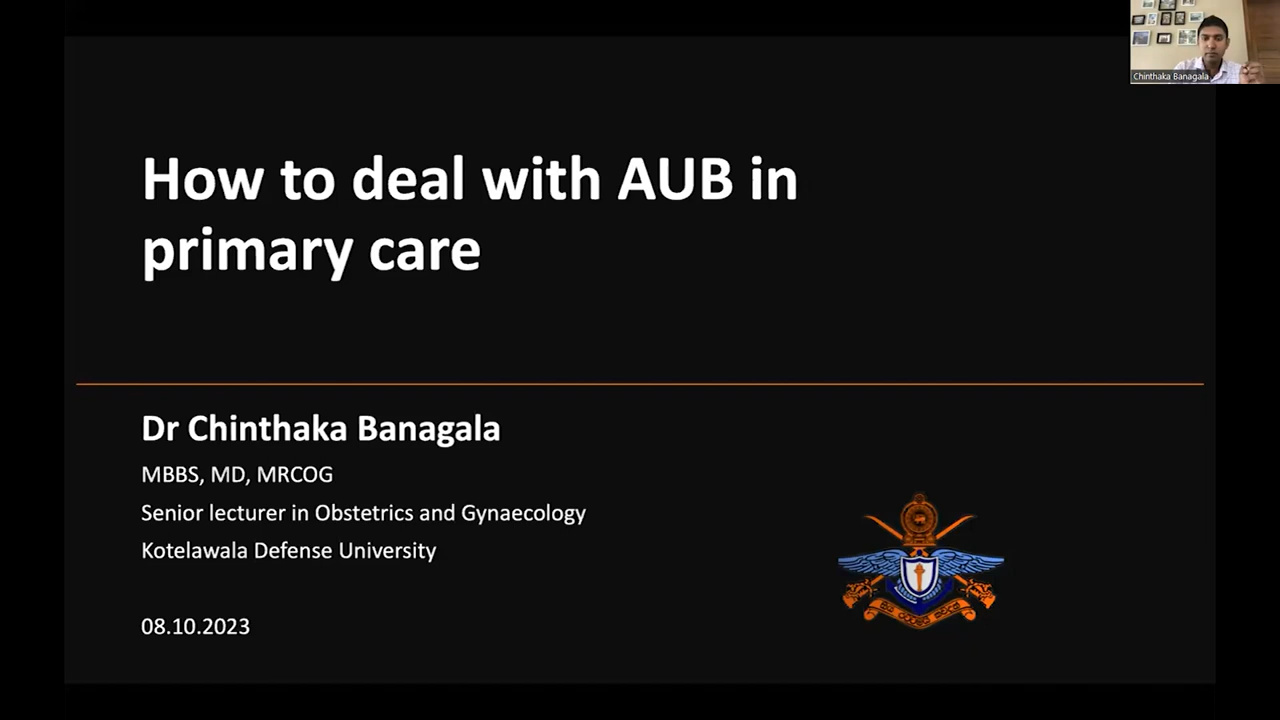 Chinthaka Banagala
How to deal with AUB in
primary care
Dr Chinthaka Banagala
MBBS, MD, MRCOG
Senior lecturer in Obstetrics and Gynaecology
Kotelawala Defense University
08.10.2023